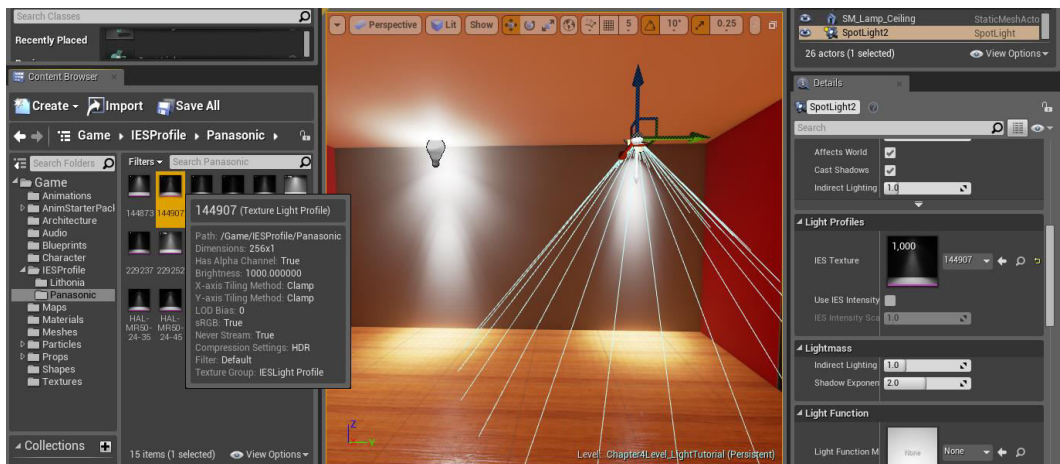 Search Classes
Recently Placed
Content Browser
Create
Import
Save All
Game
IESProfile
Panasonic
Search Folders
Filters
Search Panasonic
Game
Animations
AnimStarterPack
Architecture
Audio
Blueprints
Character
IESProfile
Lithonia
Panasonic
Maps
Materials
Meshes
Particles
Props
Shapes
Textures
Collections
144873
144907
229237
229252
HAL-MR50-24-35
HAL-MR50-24-45
144907 (Texture Light Profile)
Path: /Game/IESProfile/Panasonic
Dimensions: 256x1
Has Alpha Channel: True
Brightness: 1000.000000
X-axis Tiling Method: Clamp
Y-axis Tiling Method: Clamp
LOD Bias: 0
sRGB: True
Never Stream: True
Compression Settings: HDR
Filter: Default
Texture Group: IESLight Profile
15 items (1 selected)
View Options
Perspective
Lit
Show
5
10°
0.25
Z
Y
Level: Chapter4Level_LightTutorial (Persistent)
SM_Lamp_Ceiling
StaticMeshActo
SpotLight2
SpotLight
26 actors (1 selected)
View Options
Details
SpotLight2
Search
Affects World
Cast Shadows
Indirect Lighting
1.0
Light Profiles
IES Texture
1,000
144907
Use IES Intensity
IES Intensity Sca
1.0
Lightmass
Indirect Lighting
1.0
Shadow Exponen
2.0
Light Function
Light Function M
None
None